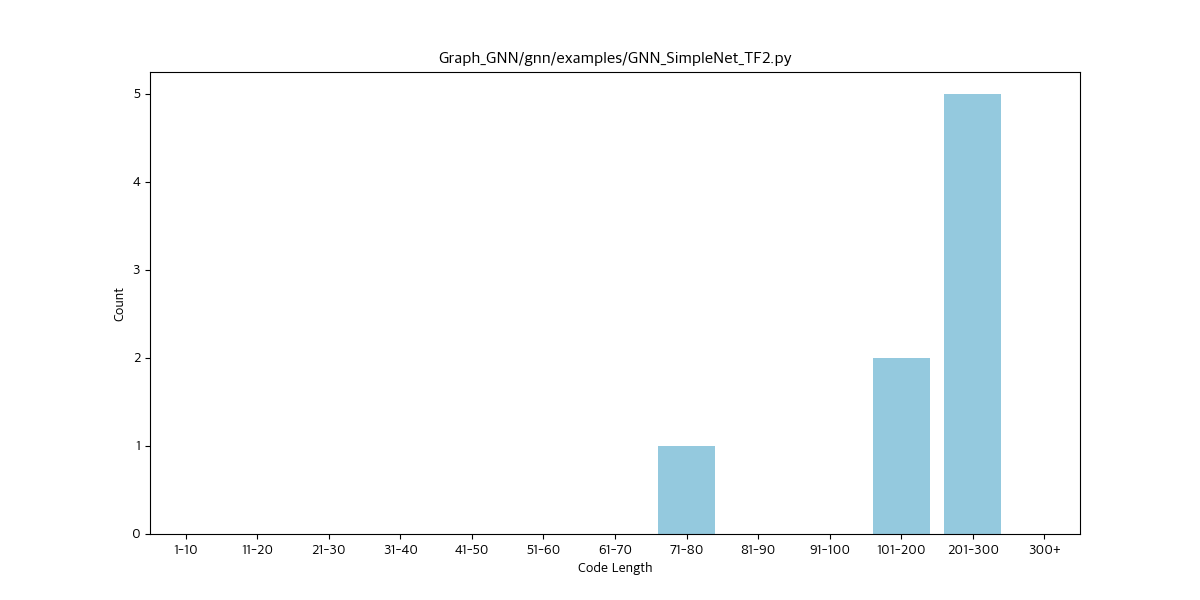 Graph_GNN/gnn/examples/GNN_SimpleNet_TF2.py
5
4
3
2
1
0
Count
1-10 11-20 21-30 31-40 41-50 51-60 61-70 71-80 81-90 91-100 101-200 201-300 300+
Code Length